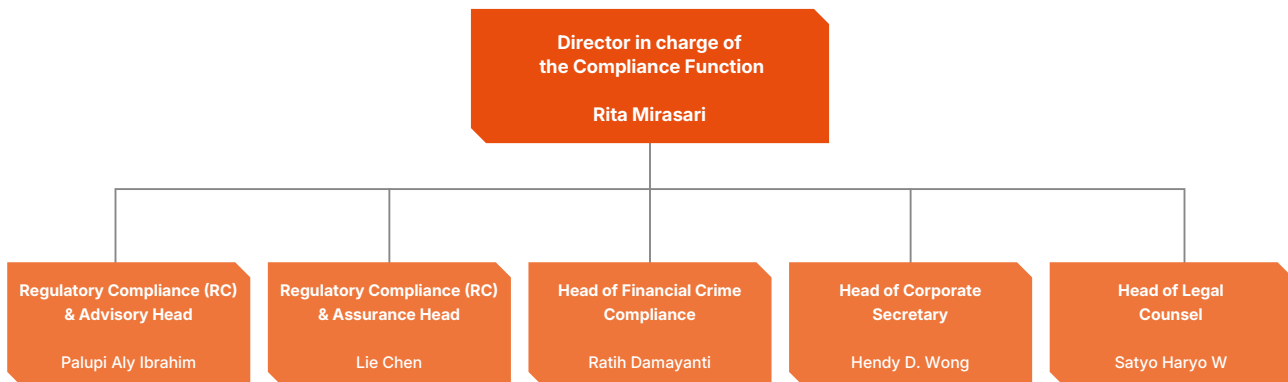 Director in charge of
the Compliance Function
Rita Mirasari
Regulatory Compliance (RC)
& Advisory Head
Palupi Aly Ibrahim
Regulatory Compliance (RC)
& Assurance Head
Lie Chen
Head of Financial Crime
Compliance
Ratih Damayanti
Head of Corporate
Secretary
Hendy D. Wong
Head of Legal
Counsel
Satyo Haryo W